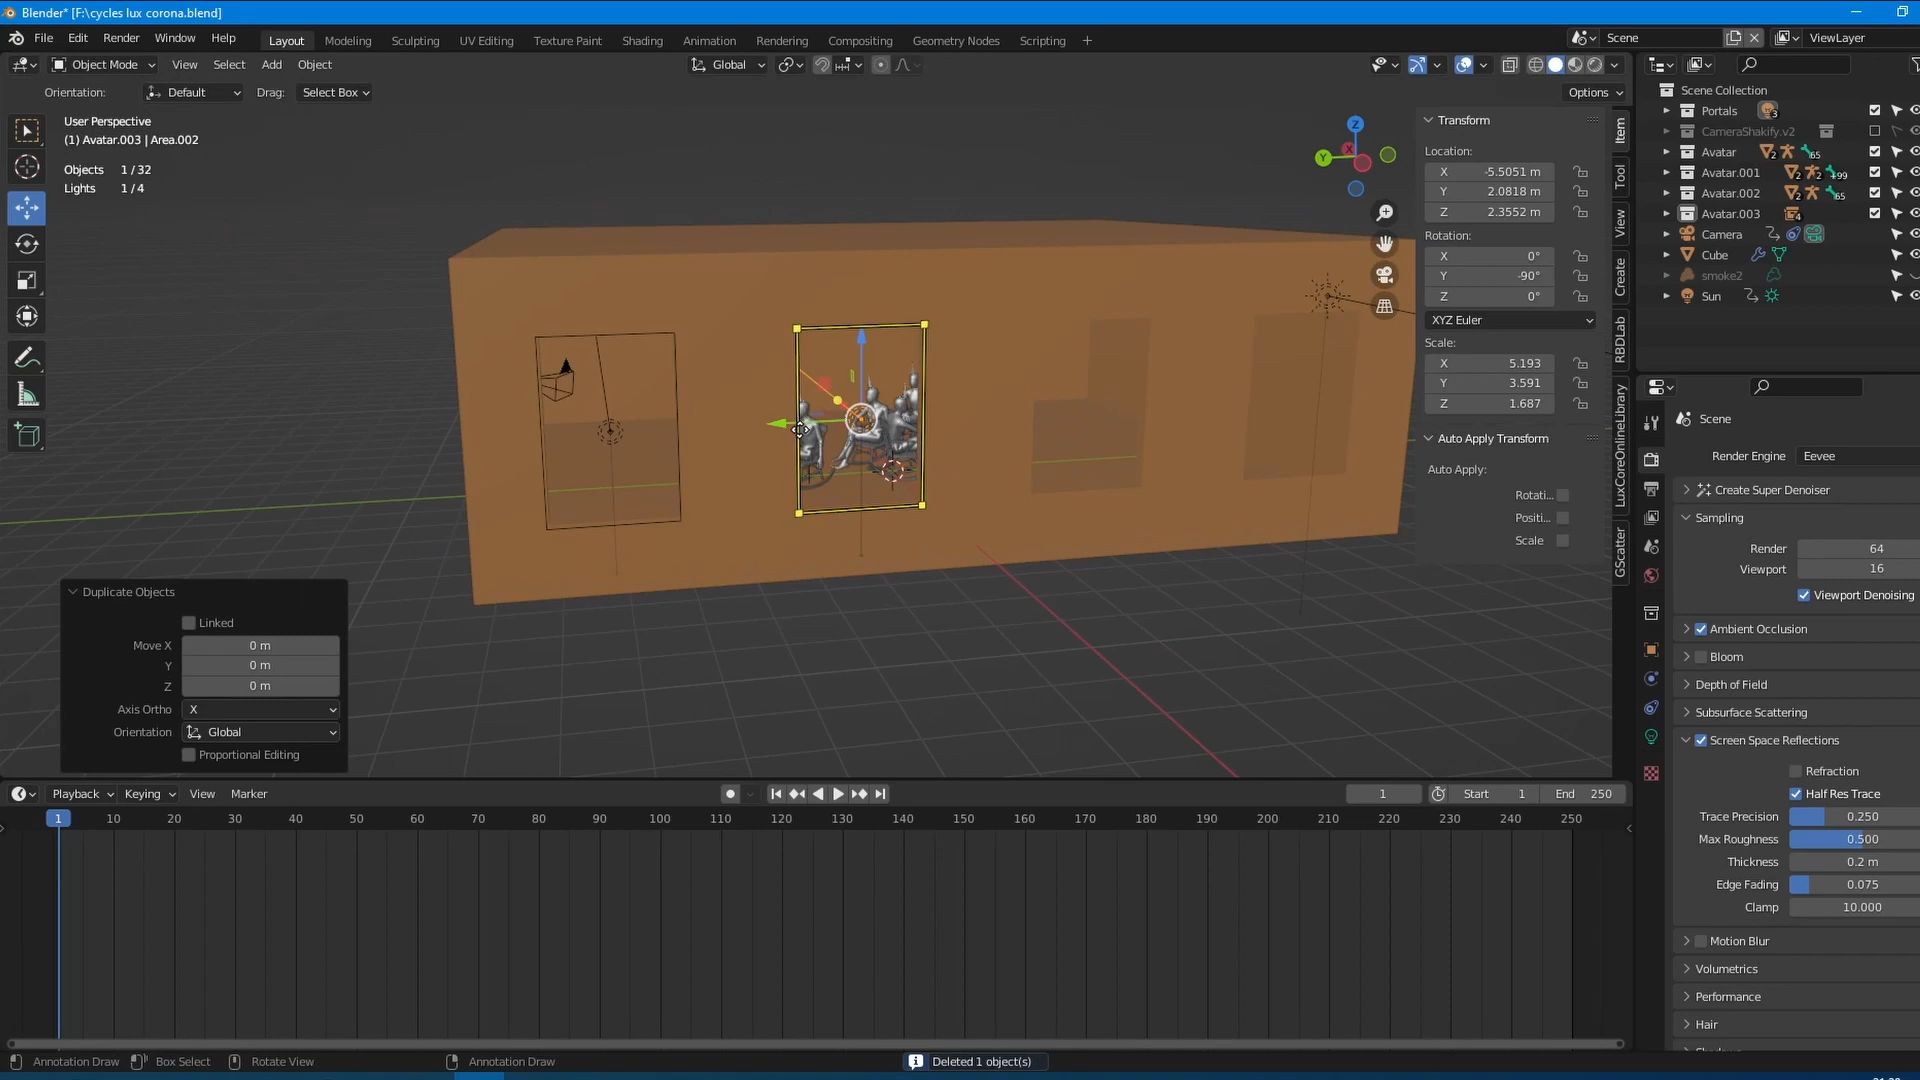 Blender* [F:\cycles lux corona.blend]
File Edit Render Window Help
Layout Modeling Sculpting UV Editing Texture Paint Shading Animation Rendering Compositing Geometry Nodes Scripting +
Scene ViewLayer
Object Mode View Select Add Object Global
Orientation: Default Drag: Select Box Options
User Perspective
(1) Avatar.003 | Area.002
Objects 1 / 32
Lights 1 / 4
Z
Y
X
Transform
Location:
X -5.5051 m
Y 2.0818 m
Z 2.3552 m
Rotation:
X 0°
Y -90°
Z 0°
XYZ Euler
Scale:
X 5.193
Y 3.591
Z 1.687
Auto Apply Transform
Auto Apply:
Rotati...
Positi...
Scale
Item
Tool
View
Create
RBDLab
LuxCoreOnlineLibrary
GScatter
Scene Collection
Portals 3
CameraShakify.v2
Avatar 2 65
Avatar.001 2 2 +99
Avatar.002 2 65
Avatar.003 4
Camera
Cube
smoke2
Sun
Scene
Render Engine Eevee
Create Super Denoiser
Sampling
Render 64
Viewport 16
Viewport Denoising
Ambient Occlusion
Bloom
Depth of Field
Subsurface Scattering
Screen Space Reflections
Refraction
Half Res Trace
Trace Precision 0.250
Max Roughness 0.500
Thickness 0.2 m
Edge Fading 0.075
Clamp 10.000
Motion Blur
Volumetrics
Performance
Hair
Duplicate Objects
Linked
Move X 0 m
Y 0 m
Z 0 m
Axis Ortho X
Orientation Global
Proportional Editing
Playback Keying View Marker
1 Start 1 End 250
1 10 20 30 40 50 60 70 80 90 100 110 120 130 140 150 160 170 180 190 200 210 220 230 240 250
Annotation Draw Box Select Rotate View Annotation Draw Deleted 1 object(s)